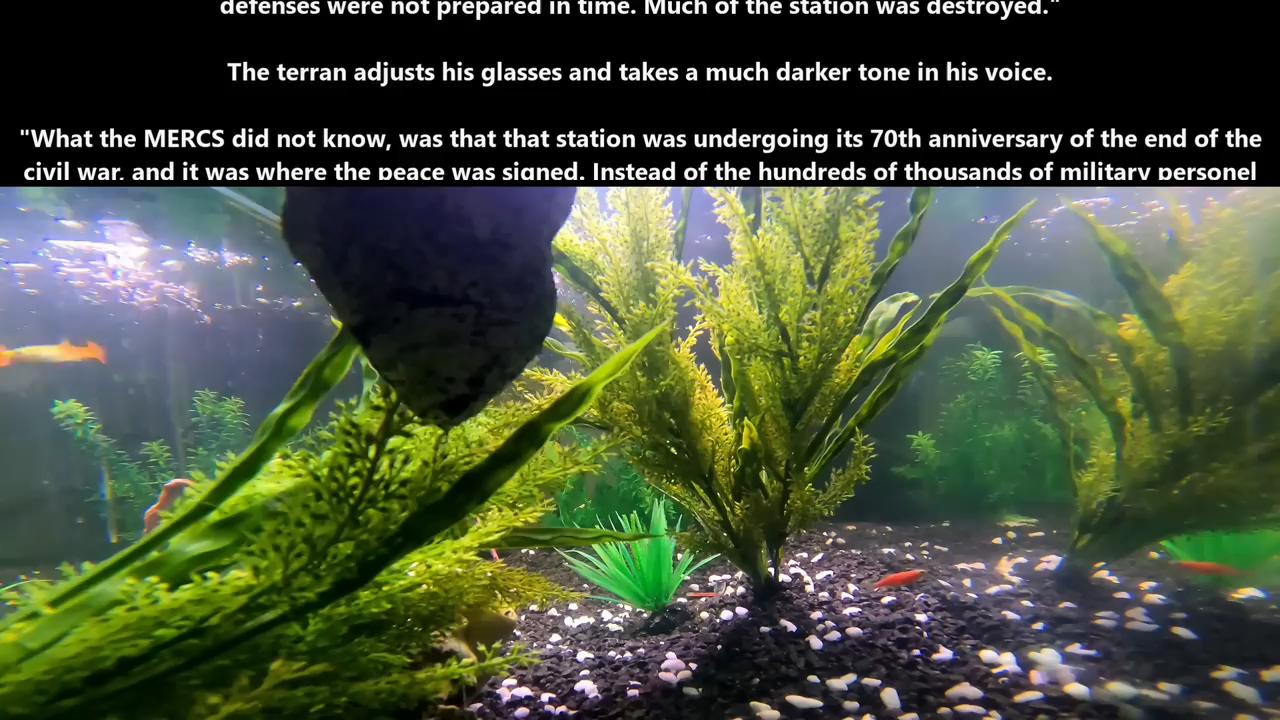 defenses were not prepared in time. Much of the station was destroyed."
The terran adjusts his glasses and takes a much darker tone in his voice.
"What the MERCS did not know, was that that station was undergoing its 70th anniversary of the end of the
civil war, and it was where the peace was signed. Instead of the hundreds of thousands of military personel